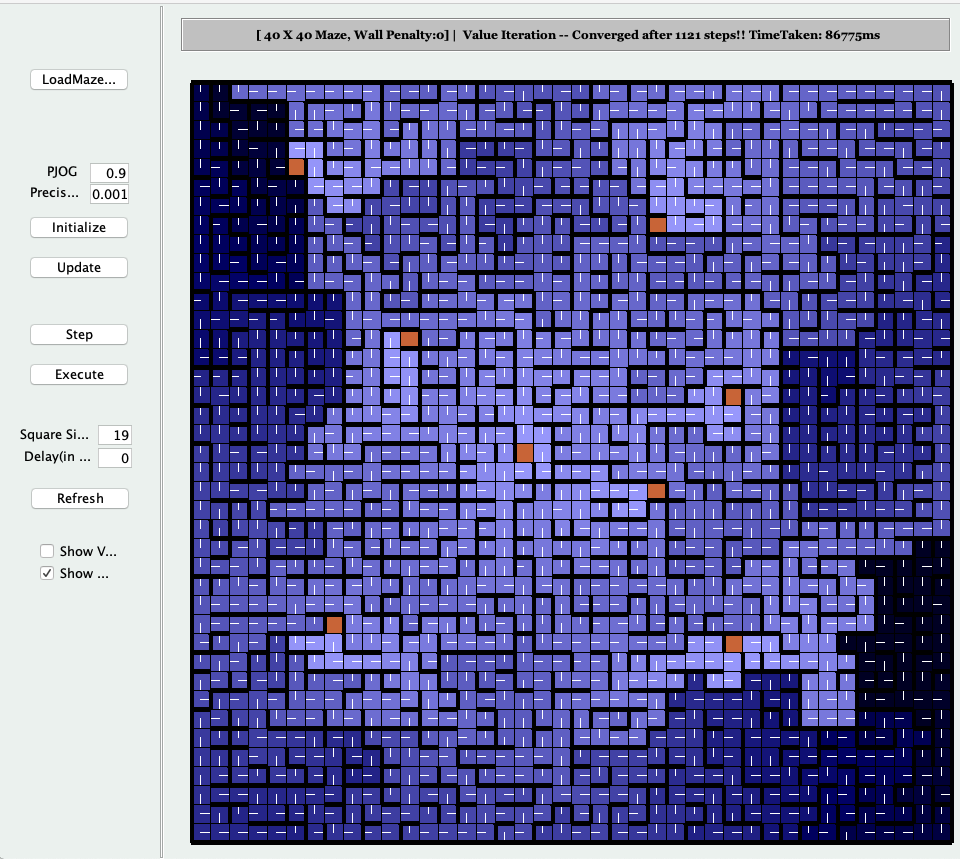 [ 40 X 40 Maze, Wall Penalty:0] | Value Iteration -- Converged after 1121 steps!! TimeTaken: 86775ms
LoadMaze...
PJOG 0.9
Precis... 0.001
Initialize
Update
Step
Execute
Square Si... 19
Delay(in ... 0
Refresh
Show V...
Show ...